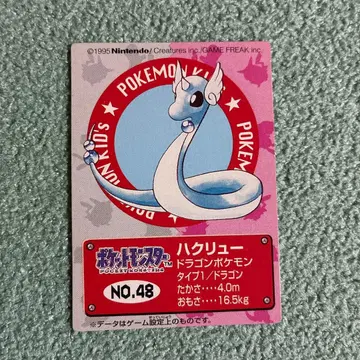 ©1995 Nintendo/Creatures inc./GAME FREAK inc.
POKEMON KID's
ポケットモンスター™
POCKET MONSTERS
NO.48
ハクリュー
ドラゴンポケモン
タイプ1/ドラゴン
たかさ････4.0m
おもさ････16.5kg
※データはゲーム設定上のものです。